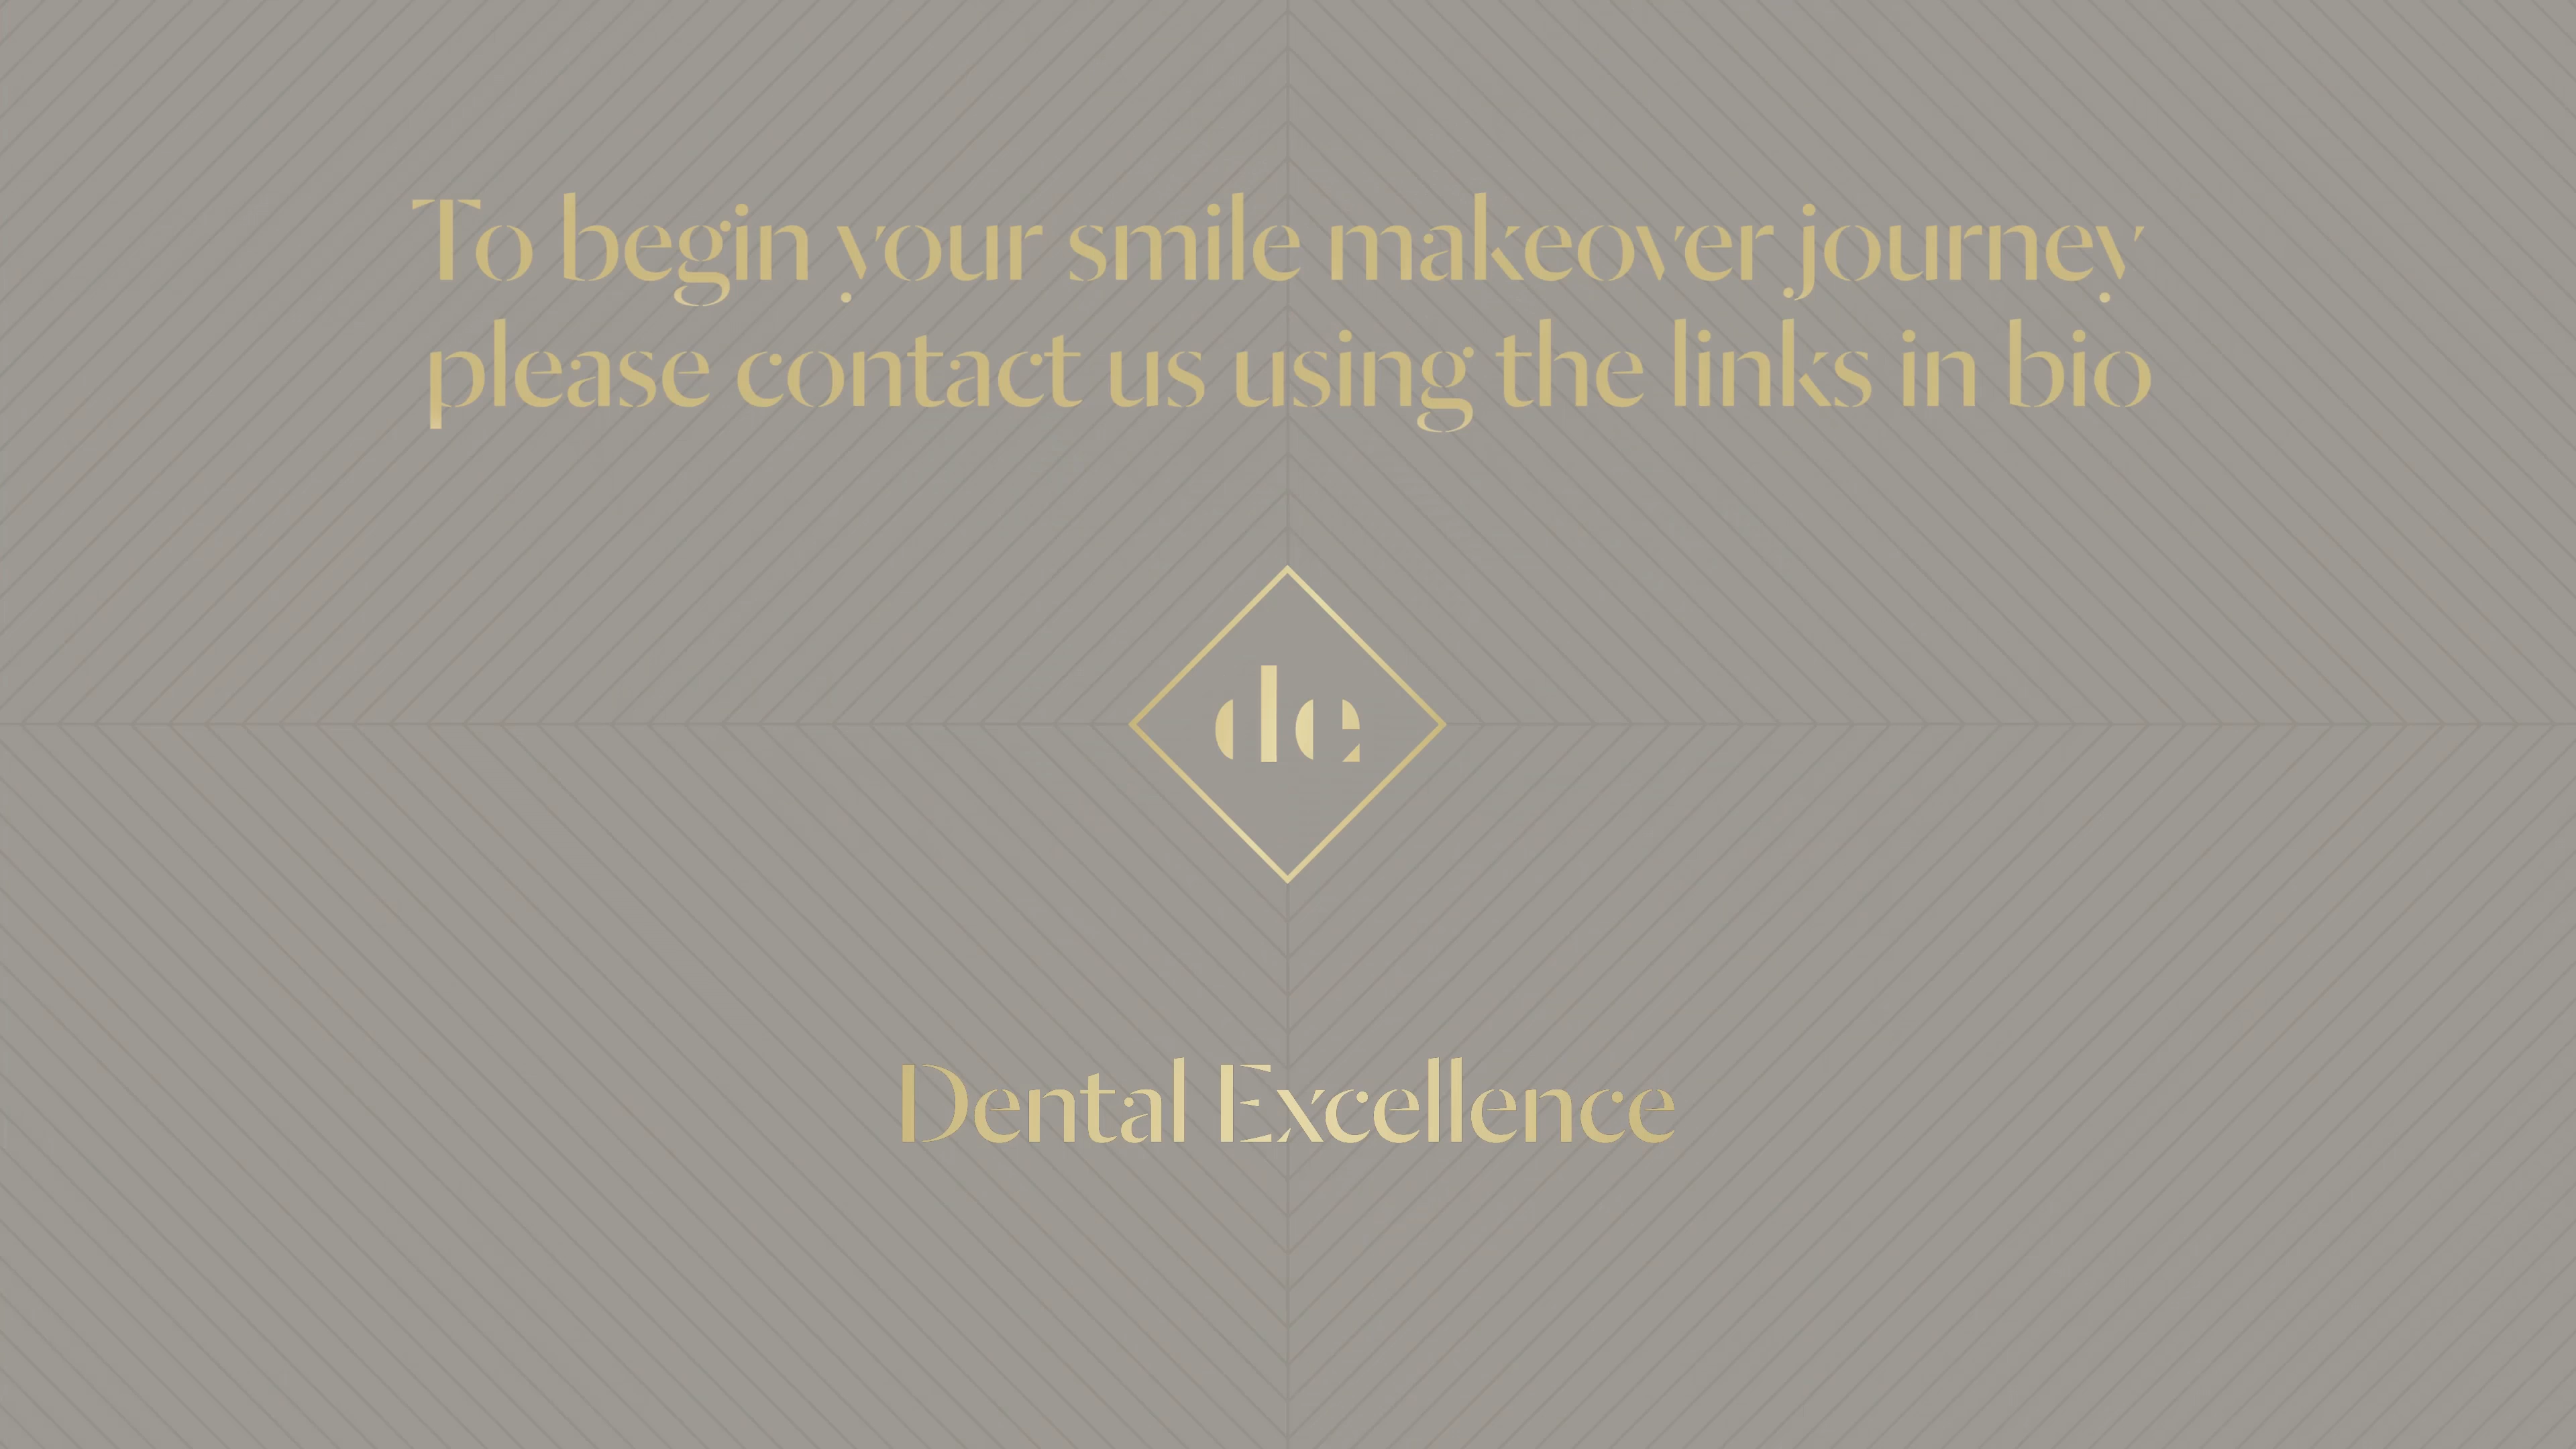 To begin your smile makeover journey
please contact us using the links in bio
de
Dental Excellence